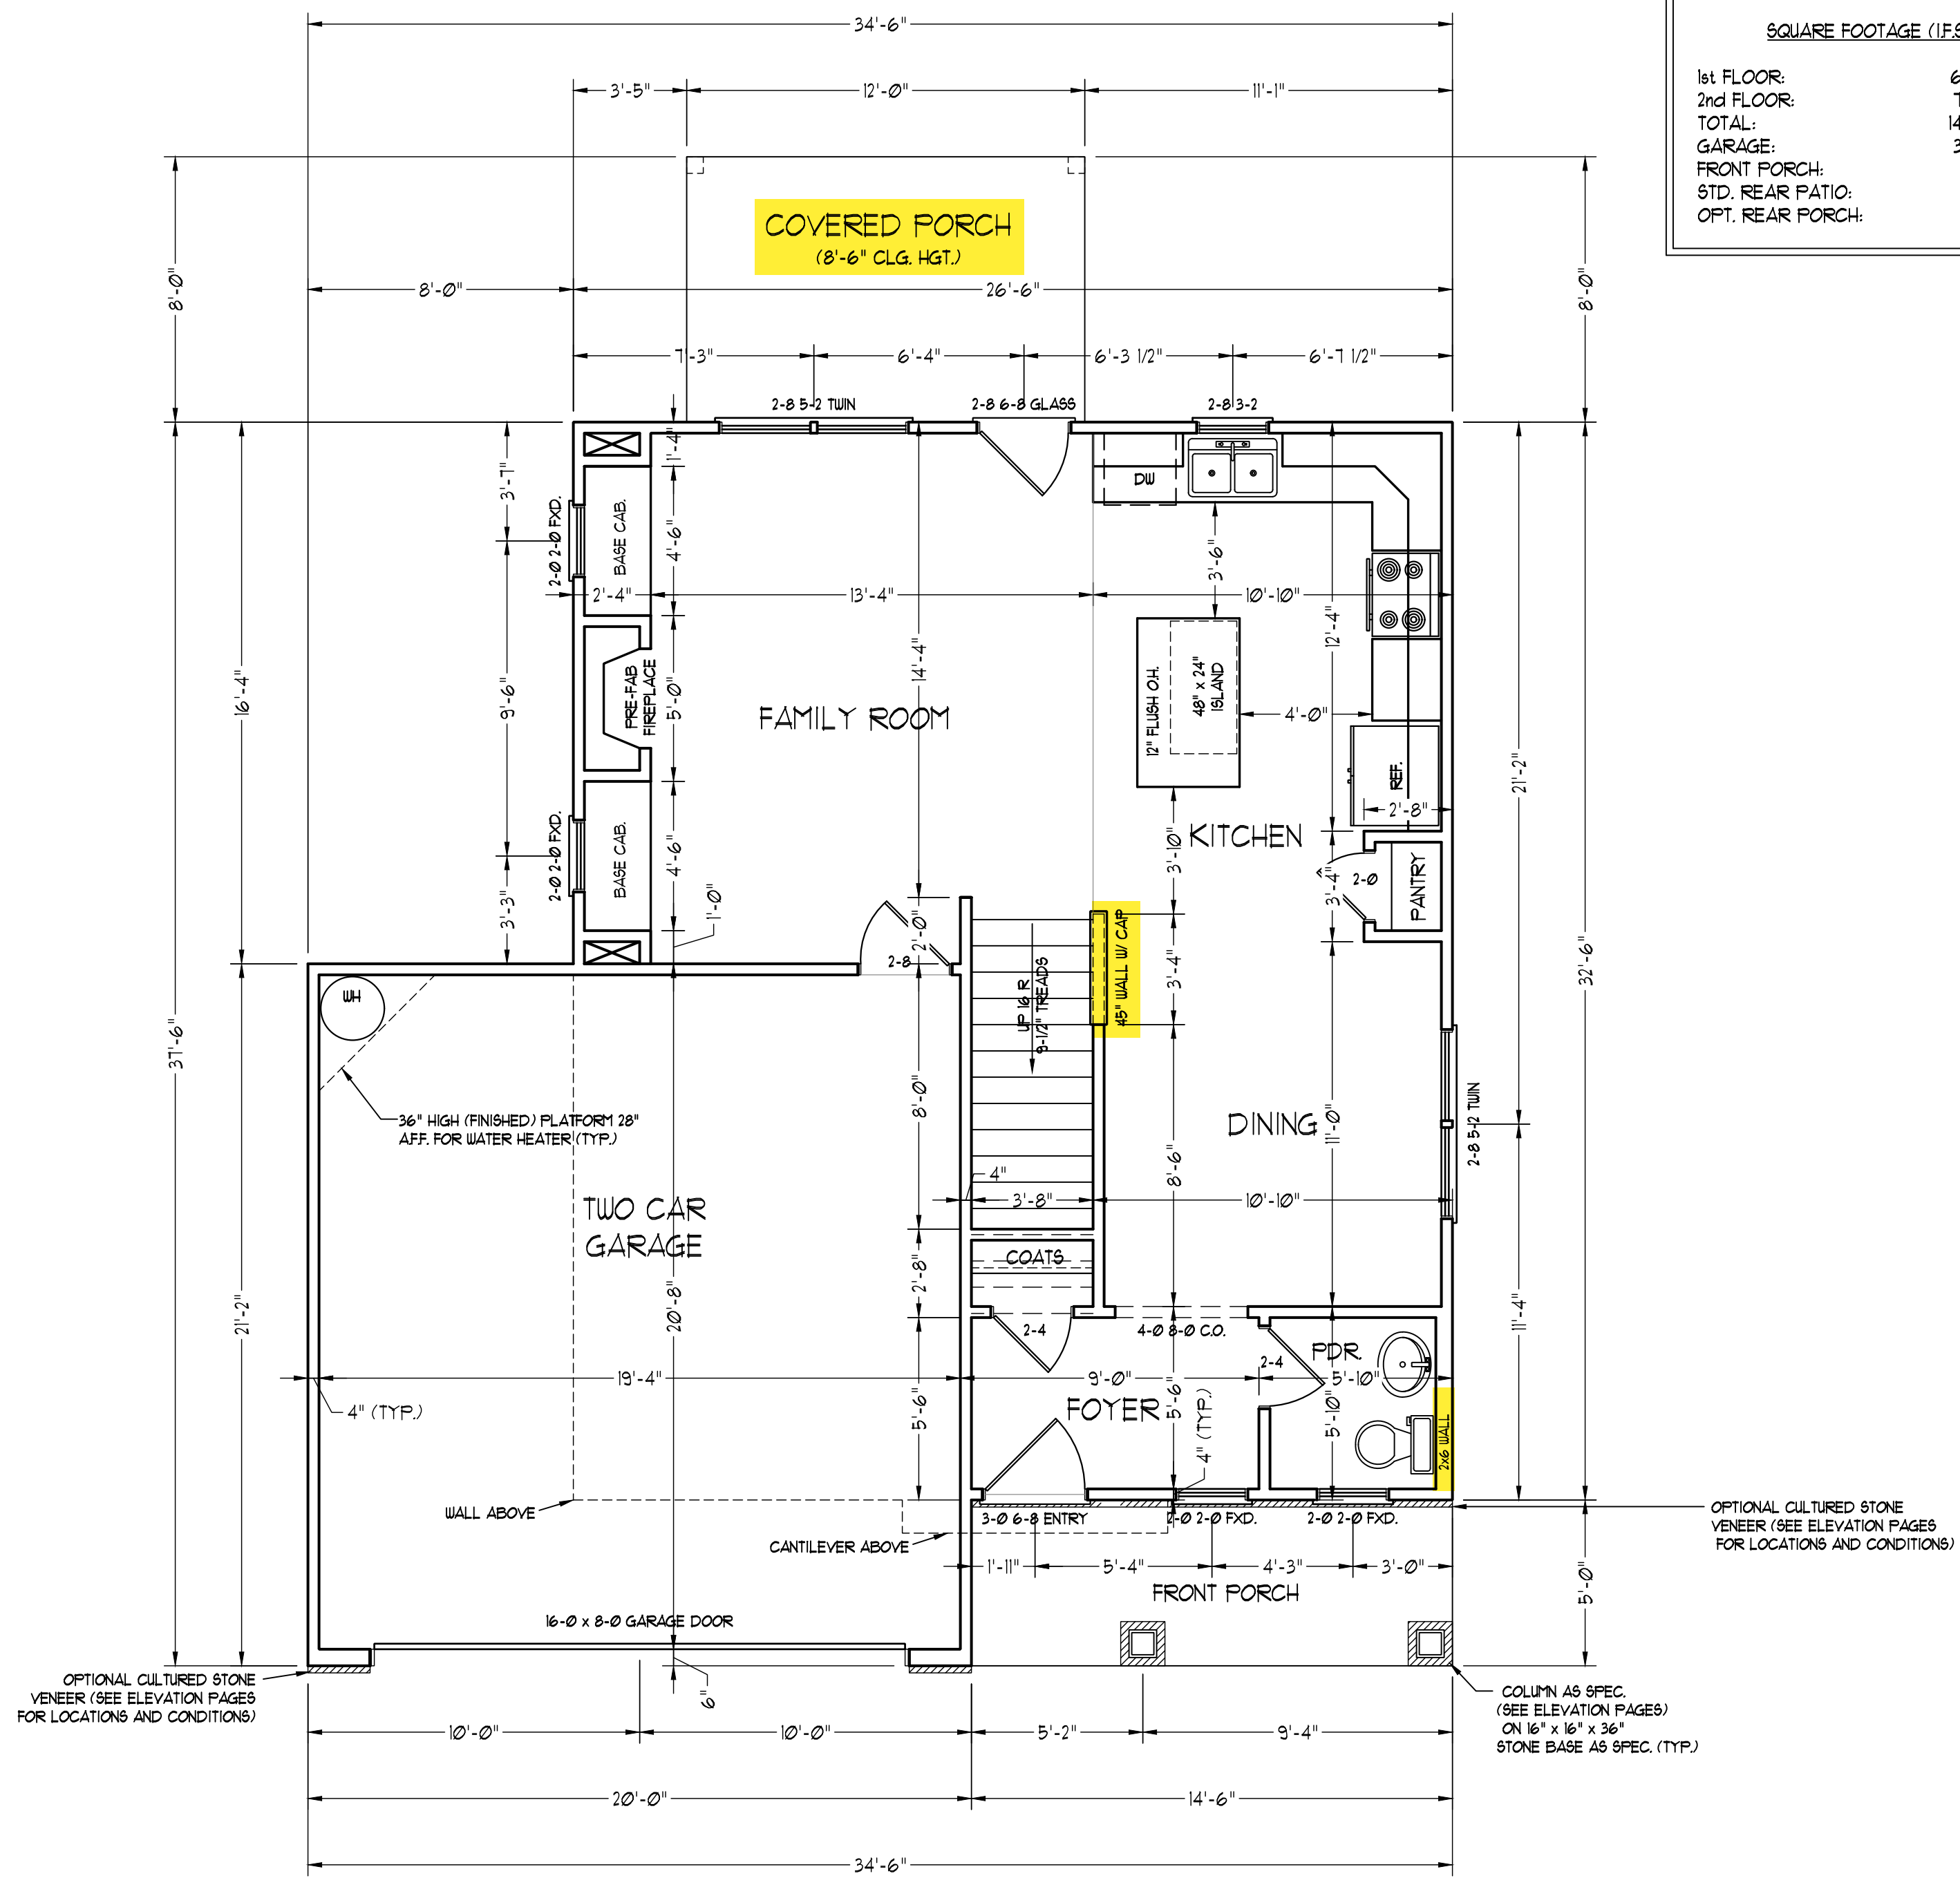 34'-6"
SQUARE FOOTAGE (I.F.S
1st FLOOR: 6
2nd FLOOR: 7
TOTAL: 14
GARAGE: 3
FRONT PORCH:
STD. REAR PATIO:
OPT. REAR PORCH:
3'-5"
12'-0"
11'-1"
COVERED PORCH
(8'-6" CLG. HGT.)
8'-0"
8'-0"
8'-0"
26'-6"
7'-3"
6'-4"
6'-3 1/2"
6'-7 1/2"
2-8 5-2 TWIN
2-8 6-8 GLASS
2-8 3-2
1'-4"
3'-7"
DW
2-0 2-0 FXD.
BASE CAB.
4'-6"
3'-6"
2'-4"
13'-4"
10'-10"
12'-4"
14'-4"
16'-4"
9'-6"
PRE-FAB
FIREPLACE
5'-0"
FAMILY ROOM
12" FLUSH O.H.
48" x 24"
ISLAND
4'-0"
REF.
2'-8"
21'-2"
KITCHEN
2-0 2-0 FXD.
BASE CAB.
4'-6"
3'-10"
3'-4"
2-0
PANTRY
3'-3"
1'-0"
2'-0"
2-8
45" WALL W/ CAP
3'-4"
UP 16 R
9-1/2" TREADS
32'-6"
WH
37'-6"
36" HIGH (FINISHED) PLATFORM 28"
A.F.F. FOR WATER HEATER (TYP.)
8'-0"
DINING
11'-0"
8'-6"
2-8 5-2 TWIN
4"
3'-8"
10'-10"
TWO CAR
GARAGE
COATS
2'-8"
20'-8"
21'-2"
11'-4"
2-4
4-0 8-0 C.O.
2-4
PDR.
19'-4"
9'-0"
5'-10"
4" (TYP.)
5'-6"
FOYER
5'-6"
4" (TYP.)
5'-10"
2x6 WALL
WALL ABOVE
CANTILEVER ABOVE
3-0 6-8 ENTRY
2-0 2-0 FXD.
2-0 2-0 FXD.
OPTIONAL CULTURED STONE
VENEER (SEE ELEVATION PAGES
FOR LOCATIONS AND CONDITIONS)
1'-11"
5'-4"
4'-3"
3'-0"
FRONT PORCH
5'-0"
16-0 x 8-0 GARAGE DOOR
OPTIONAL CULTURED STONE
VENEER (SEE ELEVATION PAGES
FOR LOCATIONS AND CONDITIONS)
6"
COLUMN AS SPEC.
(SEE ELEVATION PAGES)
ON 16" x 16" x 36"
STONE BASE AS SPEC. (TYP.)
10'-0"
10'-0"
5'-2"
9'-4"
20'-0"
14'-6"
34'-6"